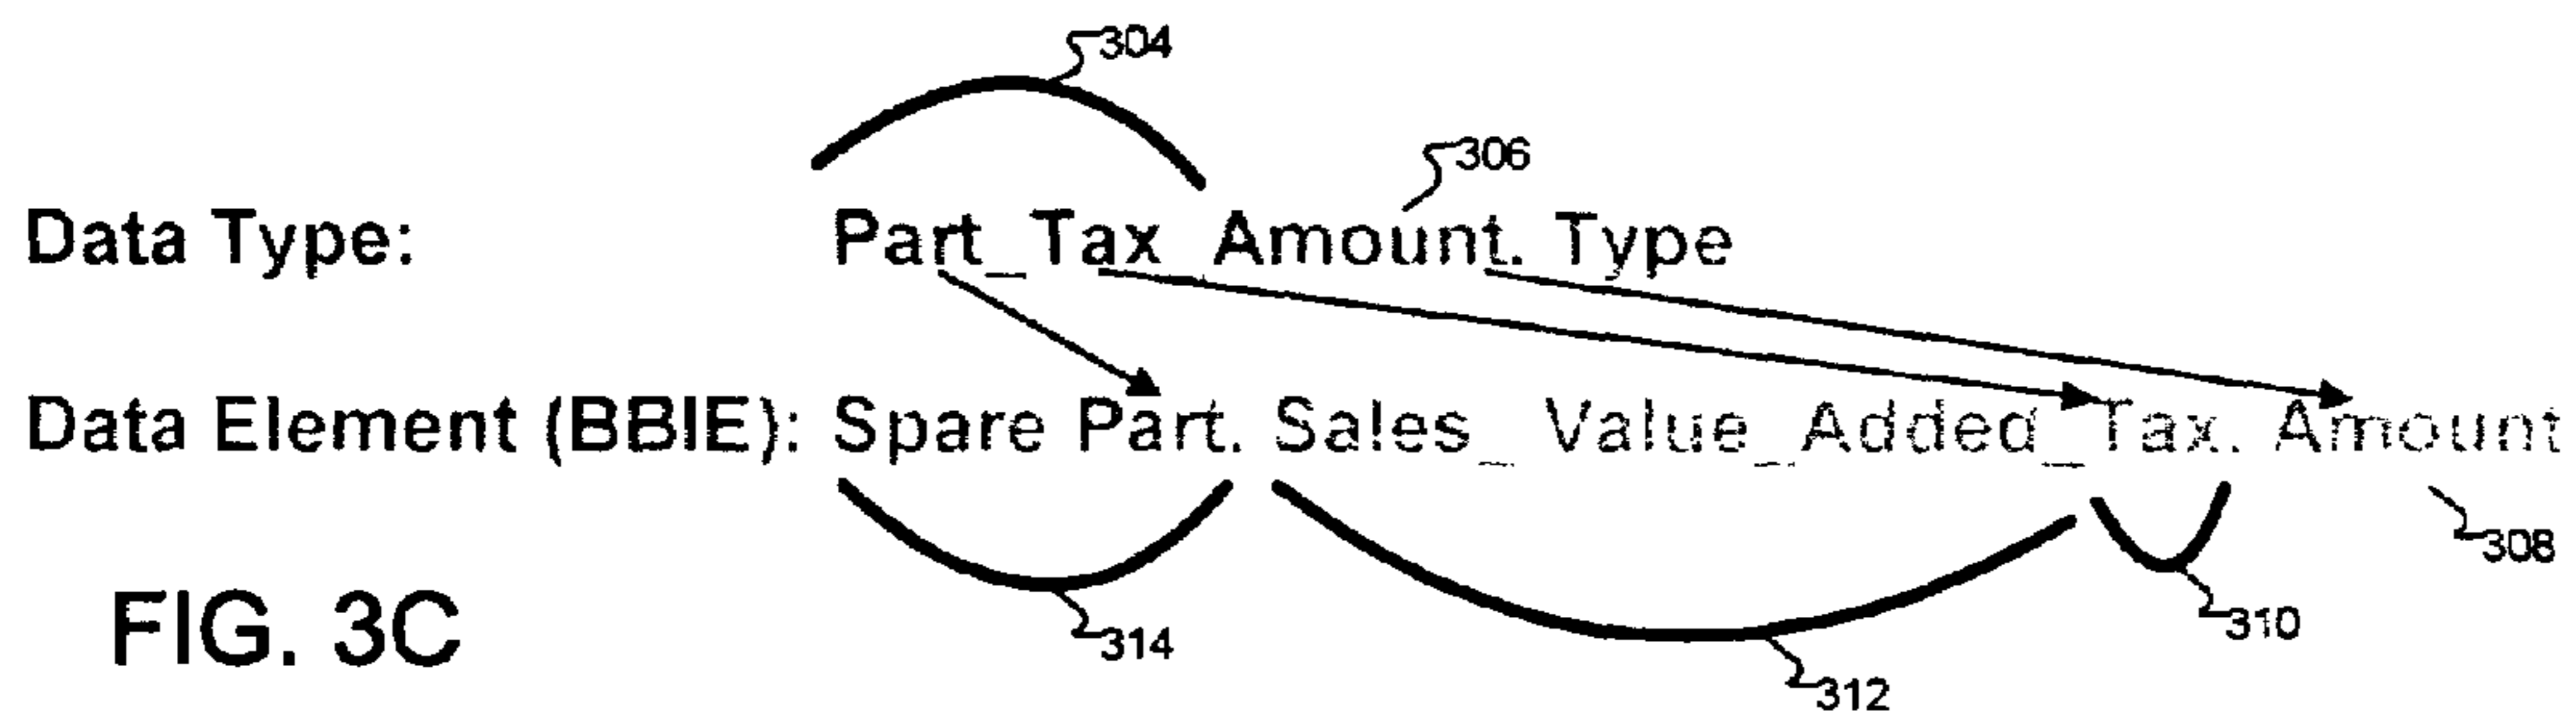 304
306
Data Type: Part_Tax_Amount. Type
Data Element (BBIE): Spare Part. Sales_ Value_Added_Tax. Amount
308
310
314
312
FIG. 3C